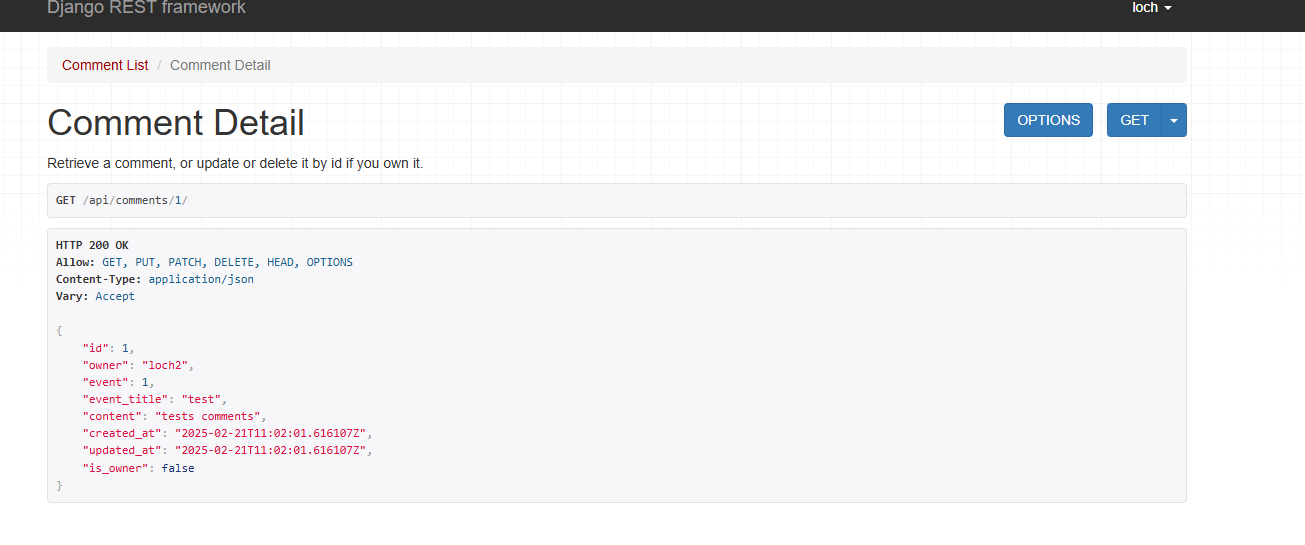 Django REST framework
loch
Comment List / Comment Detail
Comment Detail
OPTIONS
GET
Retrieve a comment, or update or delete it by id if you own it.
GET /api/comments/1/
HTTP 200 OK
Allow: GET, PUT, PATCH, DELETE, HEAD, OPTIONS
Content-Type: application/json
Vary: Accept
{
    "id": 1,
    "owner": "loch2",
    "event": 1,
    "event_title": "test",
    "content": "tests comments",
    "created_at": "2025-02-21T11:02:01.616107Z",
    "updated_at": "2025-02-21T11:02:01.616107Z",
    "is_owner": false
}